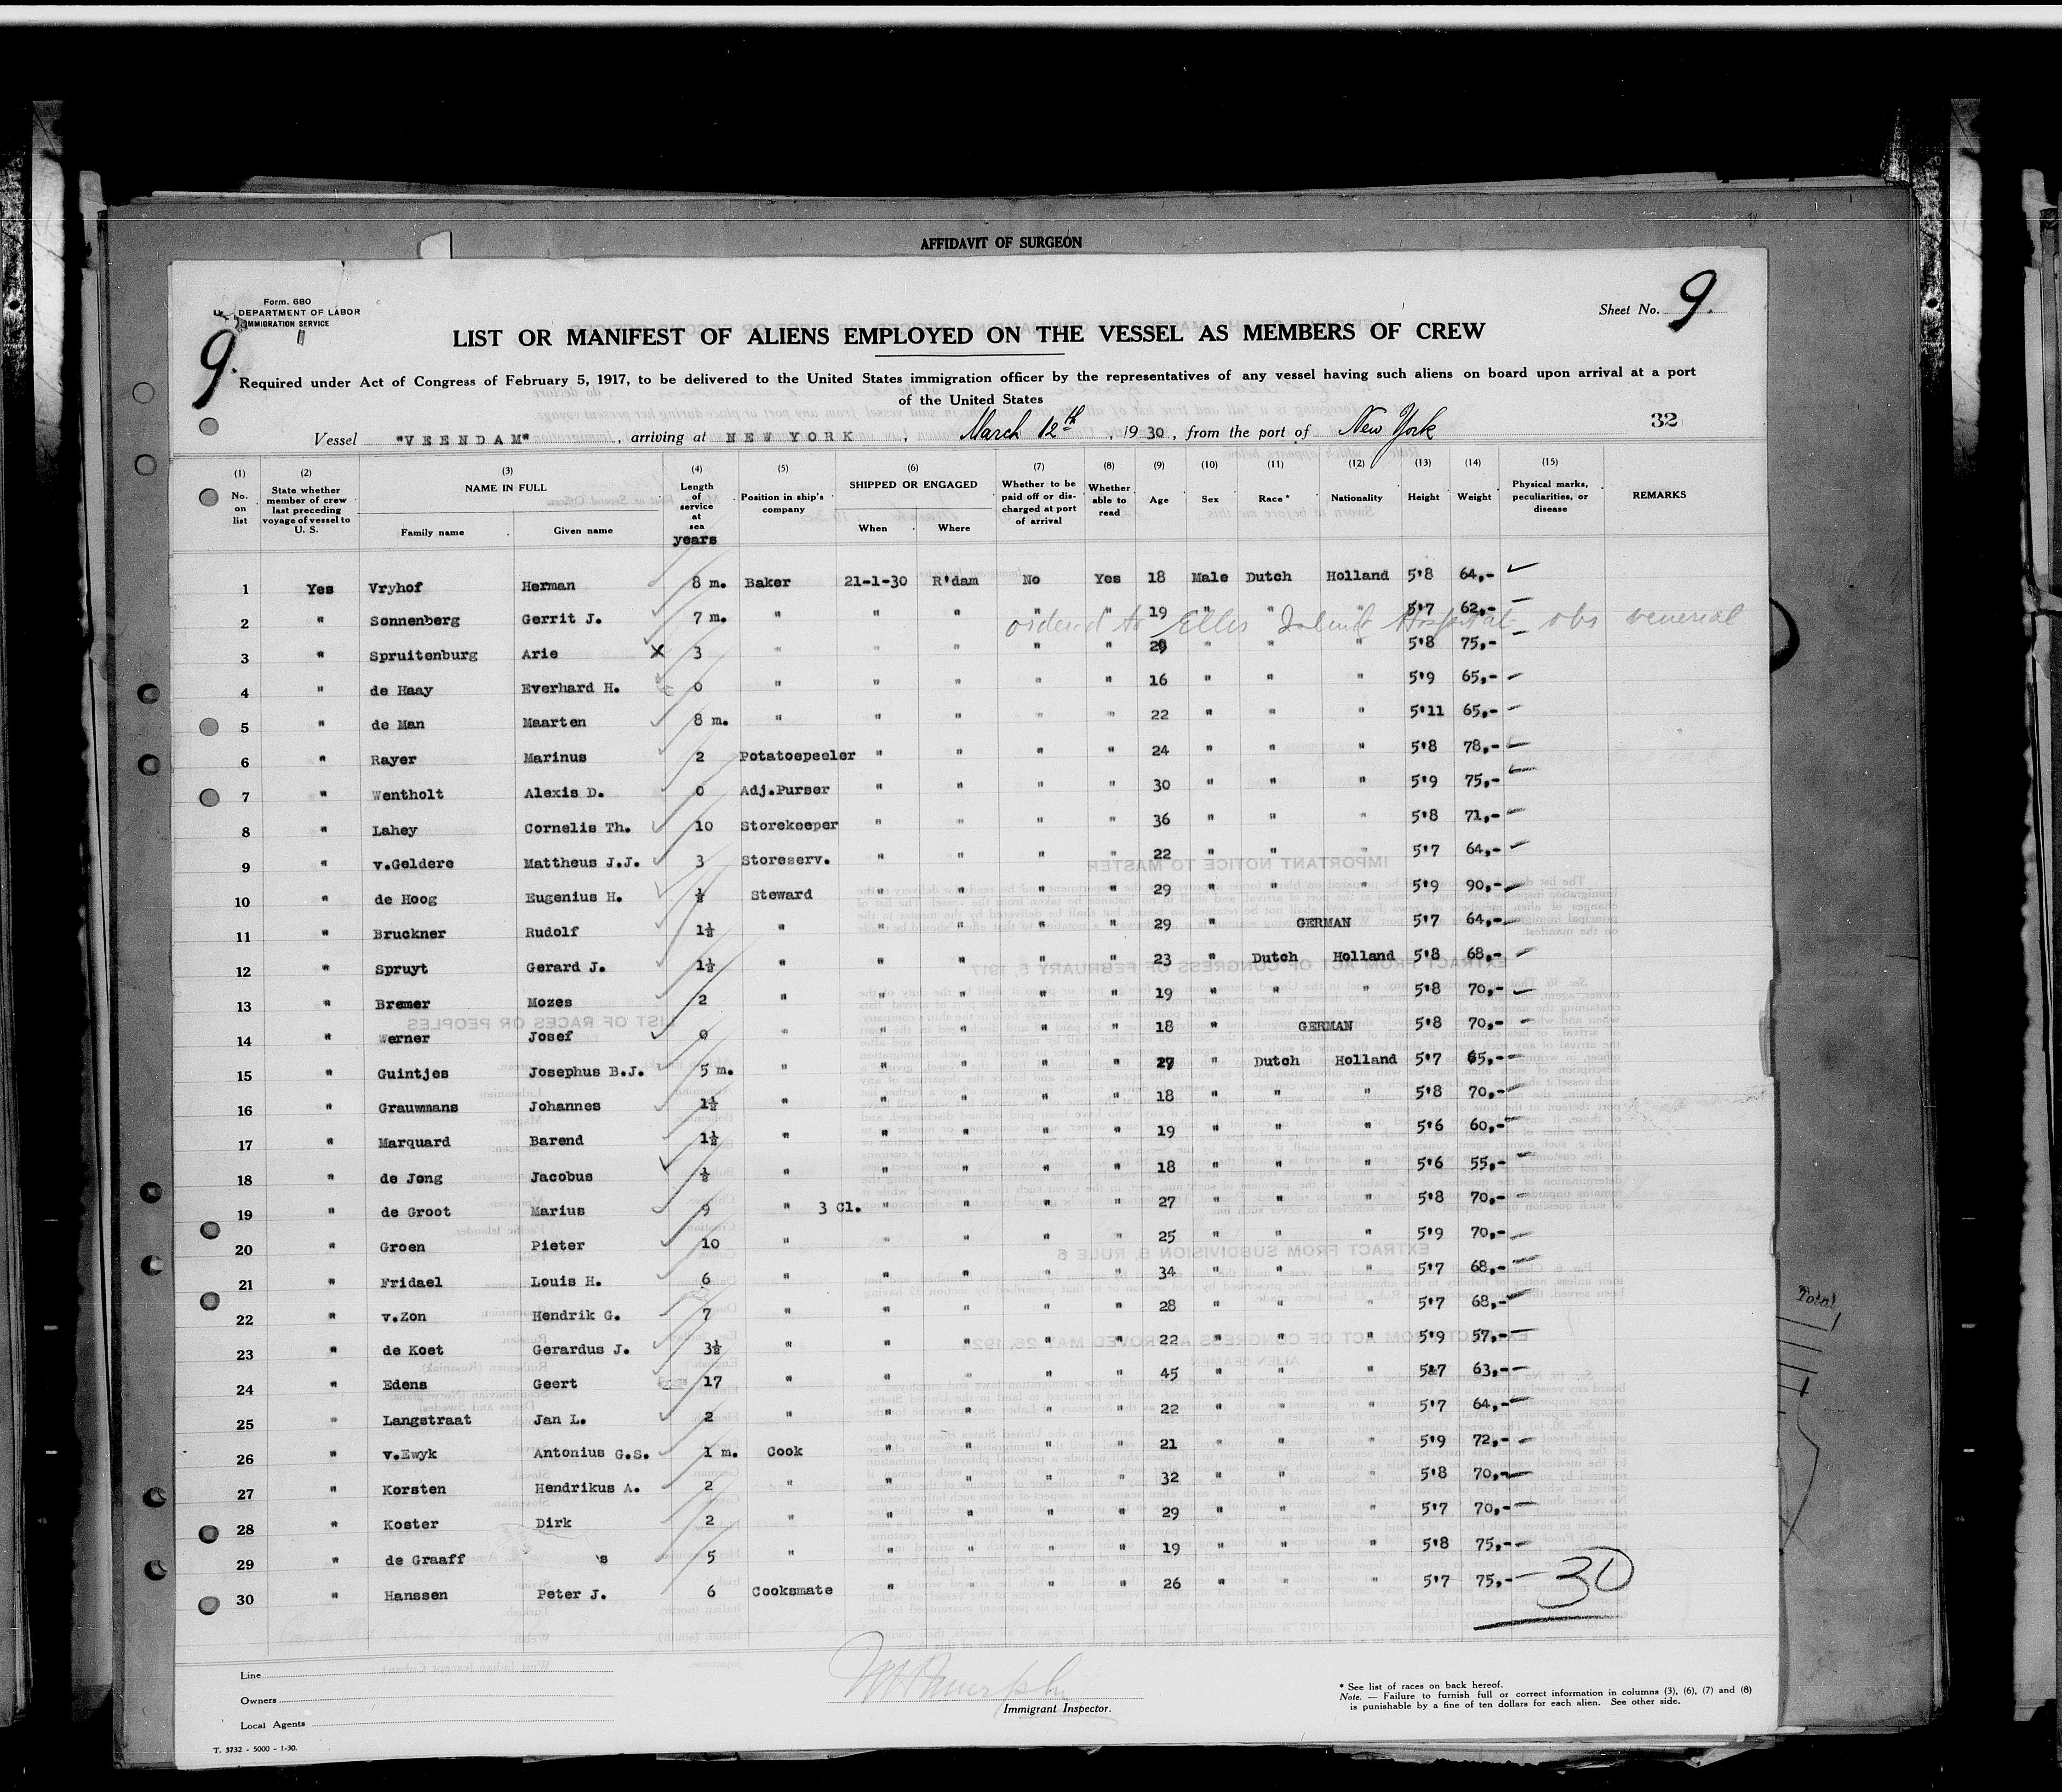 AFFIDAVIT OF SURGEON
Form. 680
DEPARTMENT OF LABOR
IMMIGRATION SERVICE
Sheet No. 9.
9.
LIST OR MANIFEST OF ALIENS EMPLOYED ON THE VESSEL AS MEMBERS OF CREW
Required under Act of Congress of February 5, 1917, to be delivered to the United States immigration officer by the representatives of any vessel having such aliens on board upon arrival at a port
of the United States
32
Vessel "VEENDAM", arriving at NEW YORK, March 12th, 1930, from the port of New York
(1) (2) (3) (4) (5) (6) (7) (8) (9) (10) (11) (12) (13) (14) (15)
No. on list State whether member of crew last preceding voyage of vessel to U. S. NAME IN FULL Family name Given name Length of service at sea years Position in ship's company SHIPPED OR ENGAGED When Where Whether to be paid off or discharged at port of arrival Whether able to read Age Sex Race* Nationality Height Weight Physical marks, peculiarities, or disease REMARKS
1 Yes Vryhof Herman 8 m. Baker 21-1-30 R'dam No Yes 18 Male Dutch Holland 5'8 64,-
2 " Sonnenberg Gerrit J. 7 m. " " " " " 19 " " " 5'7 62,-
ordered to Ellis Island Hospital obs venereal
3 " Spruitenburg Arie X 3 " " " " " 20 " " " 5'8 75,-
4 " de Haay Everhard H. 0 " " " " " 16 " " " 5'9 65,-
5 " de Man Maarten 8 m. " " " " " 22 " " " 5'11 65,-
6 " Rayer Marinus 2 Potatoepeeler " " " " 24 " " " 5'8 78,-
7 " Wentholt Alexis D. 0 Adj.Purser " " " " 30 " " " 5'9 75,-
8 " Lahey Cornelis Th. 10 Storekeeper " " " " 36 " " " 5'8 71,-
9 " v.Geldere Mattheus J.J. 3 Storeserv. " " " " 22 " " " 5'7 64,-
10 " de Hoog Eugenius H. ½ Steward " " " " 29 " " " 5'9 90,-
11 " Bruckner Rudolf 1½ " " " " " 29 " GERMAN 5'7 64,-
12 " Spruyt Gerard J. 1½ " " " " " 23 " Dutch Holland 5'8 68,-
13 " Bremer Mozes 2 " " " " " 19 " " " 5'8 70,-
14 " Werner Josef 0 " " " " " 18 " GERMAN 5'8 70,-
15 " Guintjes Josephus B.J. 5 m. " " " " " 27 " Dutch Holland 5'7 65,-
16 " Grauwmans Johannes 1½ " " " " " 18 " " " 5'8 70,-
17 " Marquard Barend 1½ " " " " " 19 " " " 5'6 60,-
18 " de Jong Jacobus ½ " " " " " 18 " " " 5'6 55,-
19 " de Groot Marius 9 " 3 Cl. " " " " 27 " " " 5'8 70,-
20 " Groen Pieter 10 " " " " " 25 " " " 5'9 70,-
21 " Fridael Louis H. 6 " " " " " 34 " " " 5'7 68,-
22 " v.Zon Hendrik G. 7 " " " " " 28 " " " 5'7 68,-
23 " de Koet Gerardus J. 3½ " " " " " 22 " " " 5'9 57,-
24 " Edens Geert 17 " " " " " 45 " " " 5'7 63,-
25 " Langstraat Jan L. 2 " " " " " 22 " " " 5'7 64,-
26 " v.Ewyk Antonius G.S. 1 m. Cook " " " " 21 " " " 5'9 72,-
27 " Korsten Hendrikus A. 2 " " " " " 32 " " " 5'8 70,-
28 " Koster Dirk 2 " " " " " 29 " " " 5'7 70,-
29 " de Graaff s 5 " " " " " 19 " " " 5'8 75,-
30 " Hanssen Peter J. 6 Cooksmate " " " " 26 " " " 5'7 75,-
30
Total
Line
Owners
Local Agents
Immigrant Inspector.
* See list of races on back hereof.
Note. — Failure to furnish full or correct information in columns (3), (6), (7) and (8)
is punishable by a fine of ten dollars for each alien. See other side.
T. 3732 - 5000 - 1-30.